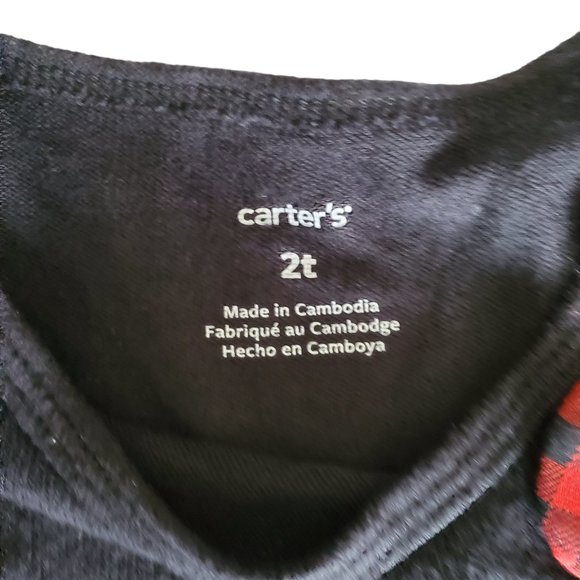 carter's
2t
Made in Cambodia
Fabriqué au Cambodge
Hecho en Camboya